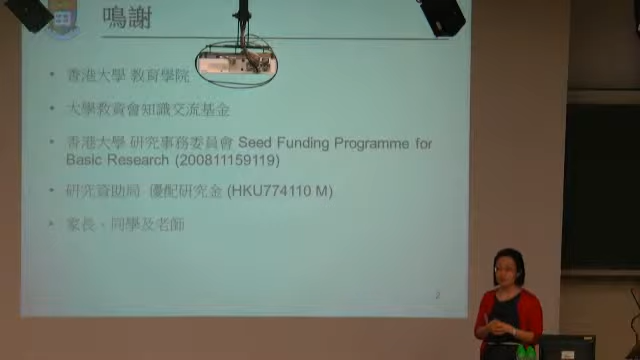 鳴謝
• 香港大學 教育學院
• 大學教資會知識交流基金
• 香港大學 研究事務委員會 Seed Funding Programme for
Basic Research (200811159119)
• 研究資助局 優配研究金 (HKU774110 M)
• 家長、同學及老師
2